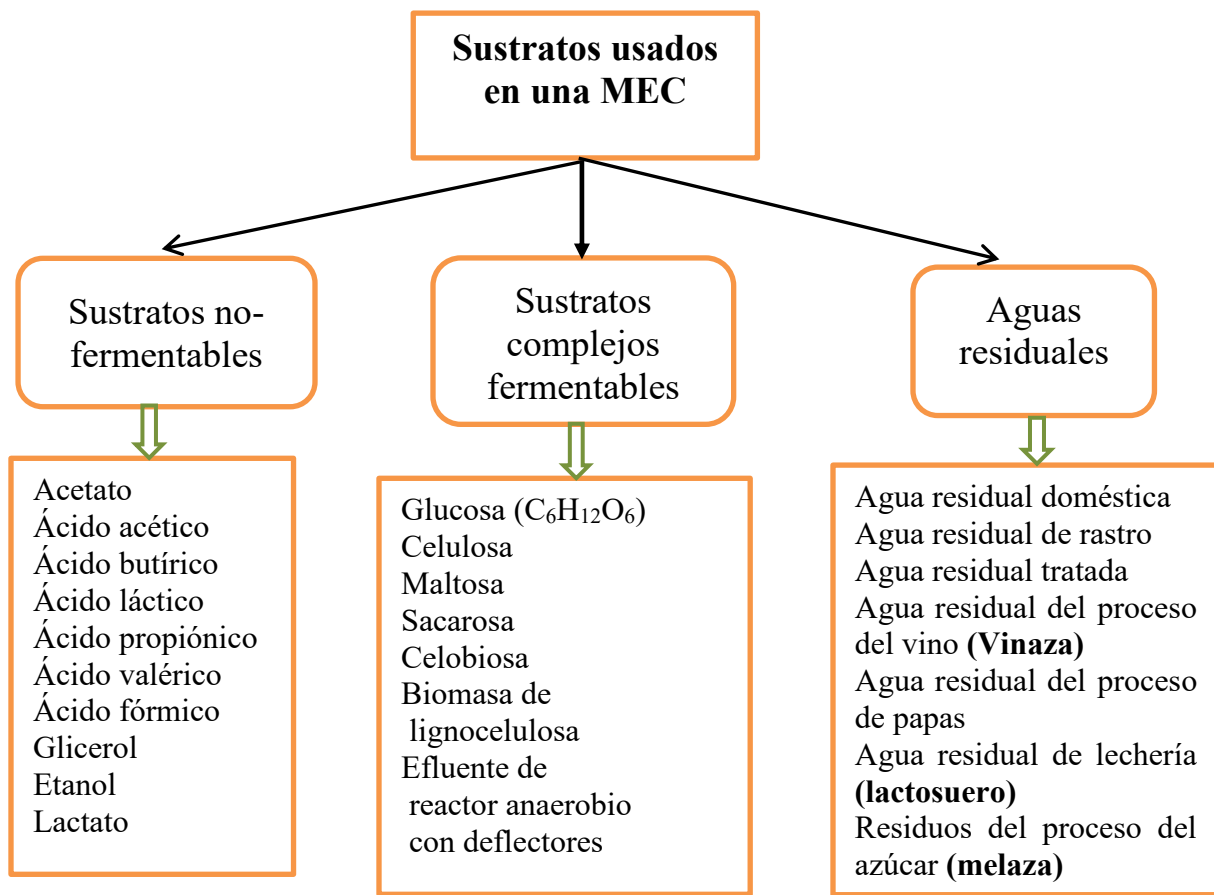 Sustratos usados
en una MEC
Sustratos no-
fermentables
Sustratos
complejos
fermentables
Aguas
residuales
Acetato
Ácido acético
Ácido butírico
Ácido láctico
Ácido propiónico
Ácido valérico
Ácido fórmico
Glicerol
Etanol
Lactato
Glucosa (C₆H₁₂O₆)
Celulosa
Maltosa
Sacarosa
Celobiosa
Biomasa de
lignocelulosa
Efluente de
reactor anaerobio
con deflectores
Agua residual doméstica
Agua residual de rastro
Agua residual tratada
Agua residual del proceso
del vino (Vinaza)
Agua residual del proceso
de papas
Agua residual de lechería
(lactosuero)
Residuos del proceso del
azúcar (melaza)